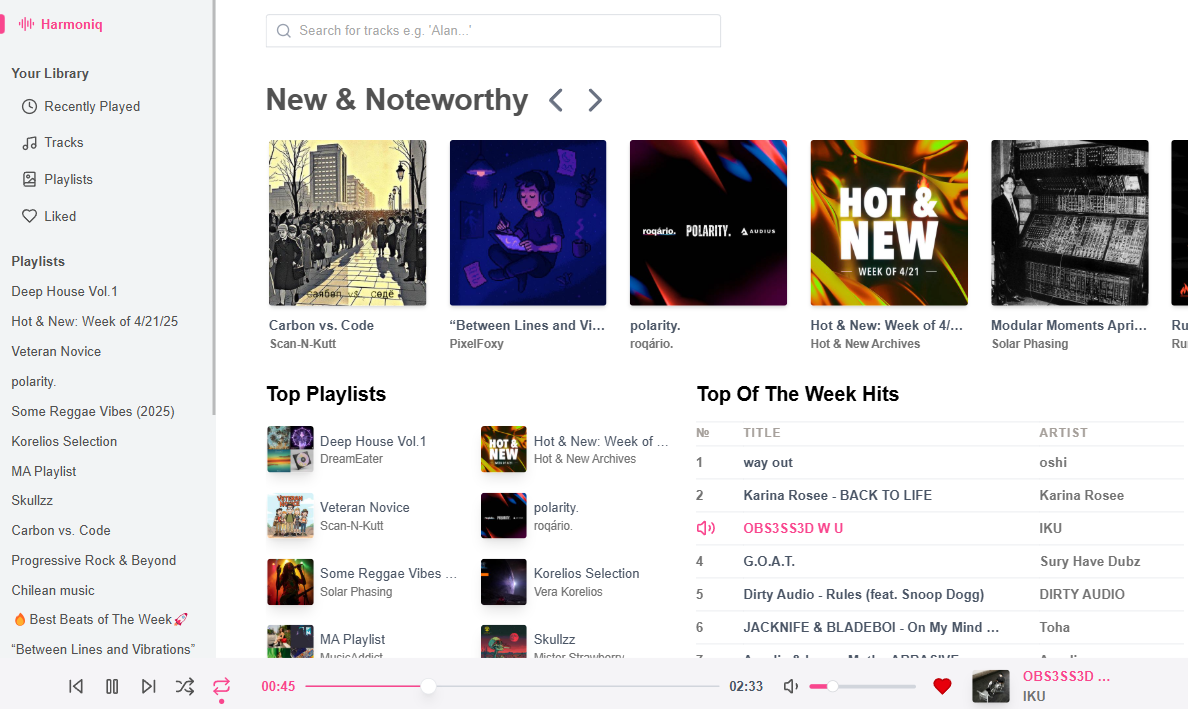 Harmoniq
Search for tracks e.g. 'Alan...'
Your Library
Recently Played
Tracks
Playlists
Liked
Playlists
Deep House Vol.1
Hot & New: Week of 4/21/25
Veteran Novice
polarity.
Some Reggae Vibes (2025)
Korelios Selection
MA Playlist
Skullzz
Carbon vs. Code
Progressive Rock & Beyond
Chilean music
🔥Best Beats of The Week🚀
“Between Lines and Vibrations”
New & Noteworthy
carbon vs. code
roqário. POLARITY. AUDIUS
HOT &
NEW
WEEK OF 4/21
Carbon vs. Code
Scan-N-Kutt
“Between Lines and Vi...
PixelFoxy
polarity.
roqário.
Hot & New: Week of 4/...
Hot & New Archives
Modular Moments Apri...
Solar Phasing
Top Playlists
Deep House Vol.1
DreamEater
HOT &
NEW
Hot & New: Week of ...
Hot & New Archives
VETERAN
NOVICE
Veteran Novice
Scan-N-Kutt
polarity.
roqário.
Some Reggae Vibes ...
Solar Phasing
Korelios Selection
Vera Korelios
MA Playlist
MusicAddict
Skullzz
Mister Strawberry
Top Of The Week Hits
№ TITLE ARTIST
1 way out oshi
2 Karina Rosee - BACK TO LIFE Karina Rosee
OBS3SS3D W U IKU
4 G.O.A.T. Sury Have Dubz
5 Dirty Audio - Rules (feat. Snoop Dogg) DIRTY AUDIO
6 JACKNIFE & BLADEBOI - On My Mind ... Toha
00:45
02:33
OBS3SS3D ...
IKU